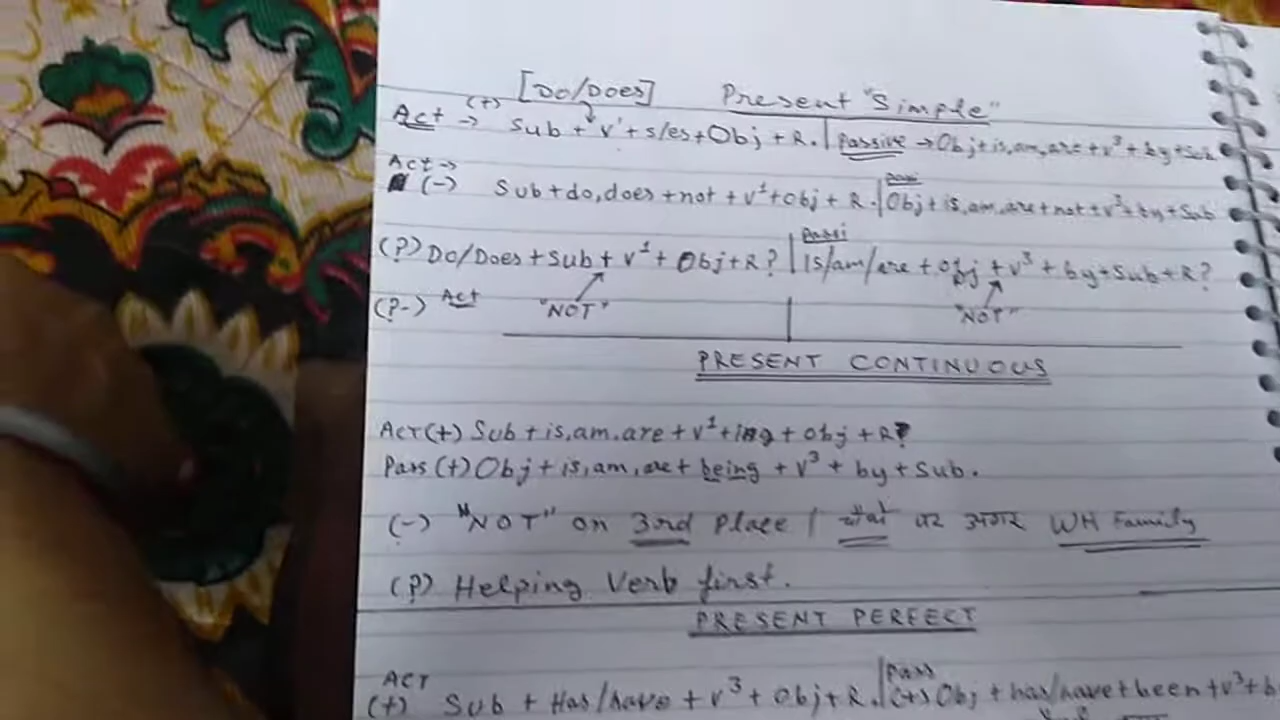 [Do/Does] Present "Simple"
Act → (+) Sub + V¹ + s/es + Obj + R. | Passive → Obj + is, am, are + V³ + by + Sub
Act →
(-) Sub + do, does + not + V¹ + Obj + R. | Passi Obj + is, am, are + not + V³ + by + Sub
(?) Do/Does + Sub + V¹ + Obj + R? | Passi Is/am/are + Obj + V³ + by + Sub + R?
(?-) Act "NOT" "NOT"
PRESENT CONTINUOUS
ACT (+) Sub + is, am. are + V¹ + ing + Obj + R?
Pass (+) Obj + is, am, are + being + V³ + by + Sub.
(-) "NOT" on 3rd Place | पर अगर WH Family
(?) Helping Verb first.
PRESENT PERFECT
ACT
(+) Sub + Has/have + V³ + Obj + R. | Pass (+) Obj + has/have + been + V³ + b